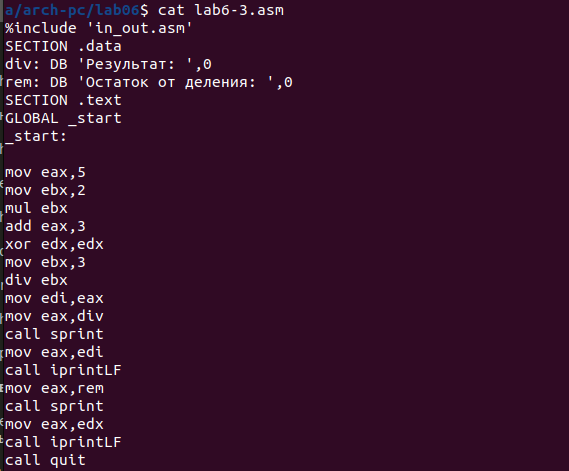 a/arch-pc/lab06$ cat lab6-3.asm
%include 'in_out.asm'
SECTION .data
div: DB 'Результат: ',0
rem: DB 'Остаток от деления: ',0
SECTION .text
GLOBAL _start
_start:

mov eax,5
mov ebx,2
mul ebx
add eax,3
xor edx,edx
mov ebx,3
div ebx
mov edi,eax
mov eax,div
call sprint
mov eax,edi
call iprintLF
mov eax,rem
call sprint
mov eax,edx
call iprintLF
call quit